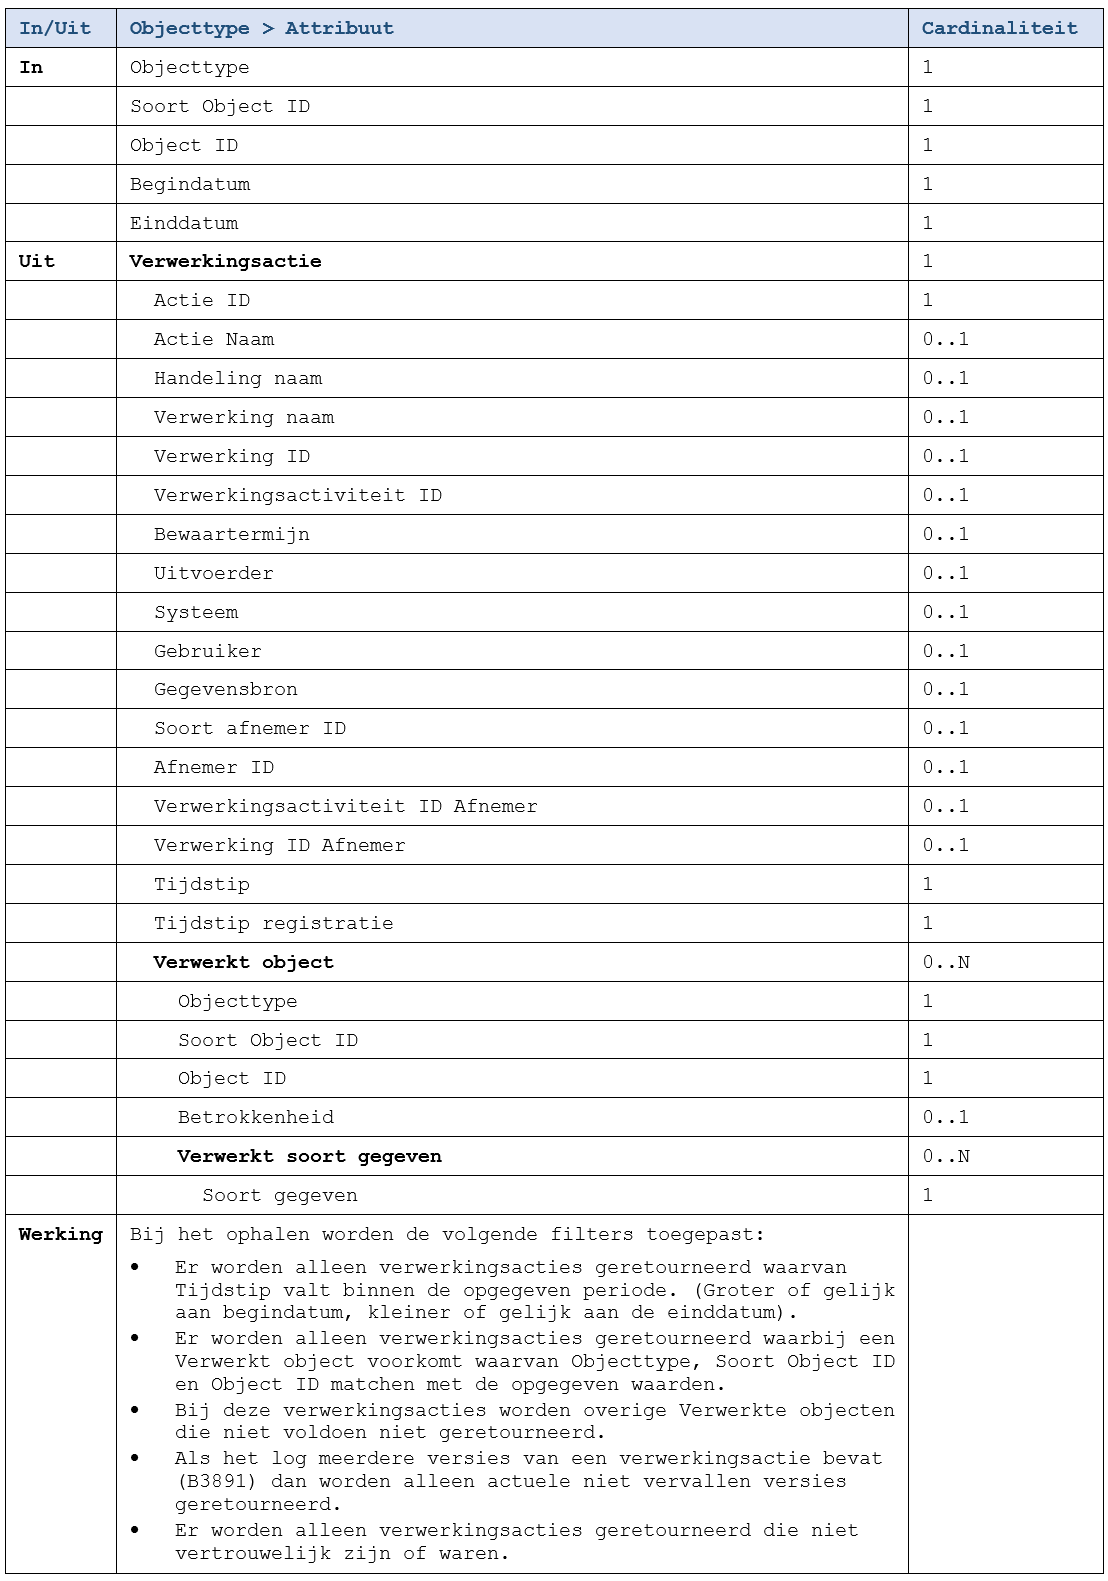 In/Uit Objecttype > Attribuut Cardinaliteit
In Objecttype 1
Soort Object ID 1
Object ID 1
Begindatum 1
Einddatum 1
Uit Verwerkingsactie 1
Actie ID 1
Actie Naam 0..1
Handeling naam 0..1
Verwerking naam 0..1
Verwerking ID 0..1
Verwerkingsactiviteit ID 0..1
Bewaartermijn 0..1
Uitvoerder 0..1
Systeem 0..1
Gebruiker 0..1
Gegevensbron 0..1
Soort afnemer ID 0..1
Afnemer ID 0..1
Verwerkingsactiviteit ID Afnemer 0..1
Verwerking ID Afnemer 0..1
Tijdstip 1
Tijdstip registratie 1
Verwerkt object 0..N
Objecttype 1
Soort Object ID 1
Object ID 1
Betrokkenheid 0..1
Verwerkt soort gegeven 0..N
Soort gegeven 1
Werking Bij het ophalen worden de volgende filters toegepast:
• Er worden alleen verwerkingsacties geretourneerd waarvan
Tijdstip valt binnen de opgegeven periode. (Groter of gelijk
aan begindatum, kleiner of gelijk aan de einddatum).
• Er worden alleen verwerkingsacties geretourneerd waarbij een
Verwerkt object voorkomt waarvan Objecttype, Soort Object ID
en Object ID matchen met de opgegeven waarden.
• Bij deze verwerkingsacties worden overige Verwerkte objecten
die niet voldoen niet geretourneerd.
• Als het log meerdere versies van een verwerkingsactie bevat
(B3891) dan worden alleen actuele niet vervallen versies
geretourneerd.
• Er worden alleen verwerkingsacties geretourneerd die niet
vertrouwelijk zijn of waren.